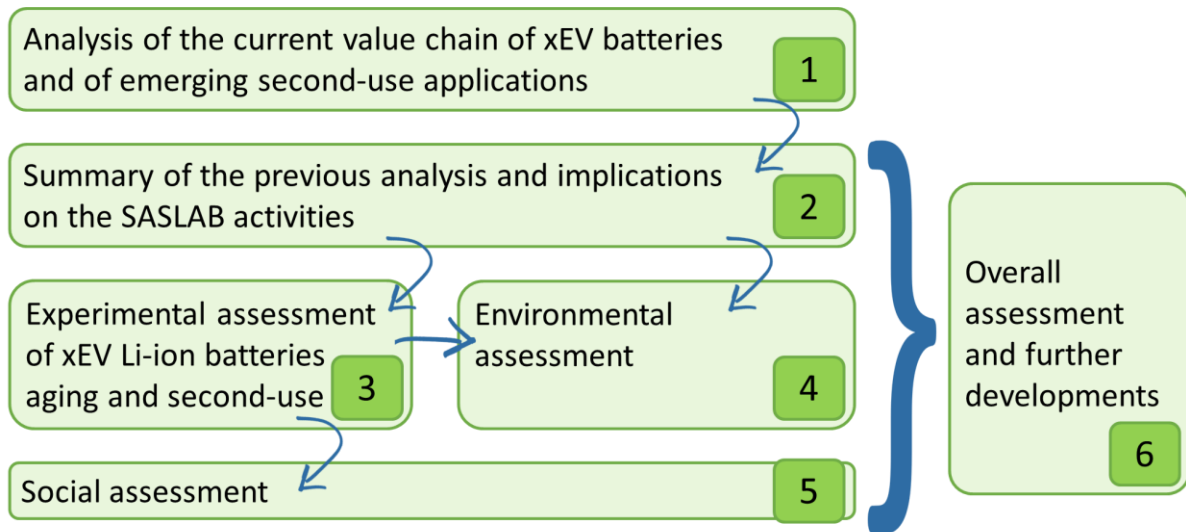 Analysis of the current value chain of xEV batteries
and of emerging second-use applications
1
Summary of the previous analysis and implications
on the SASLAB activities
2
Experimental assessment
of xEV Li-ion batteries
aging and second-use
3
Environmental
assessment
4
Social assessment
5
Overall
assessment
and further
developments
6